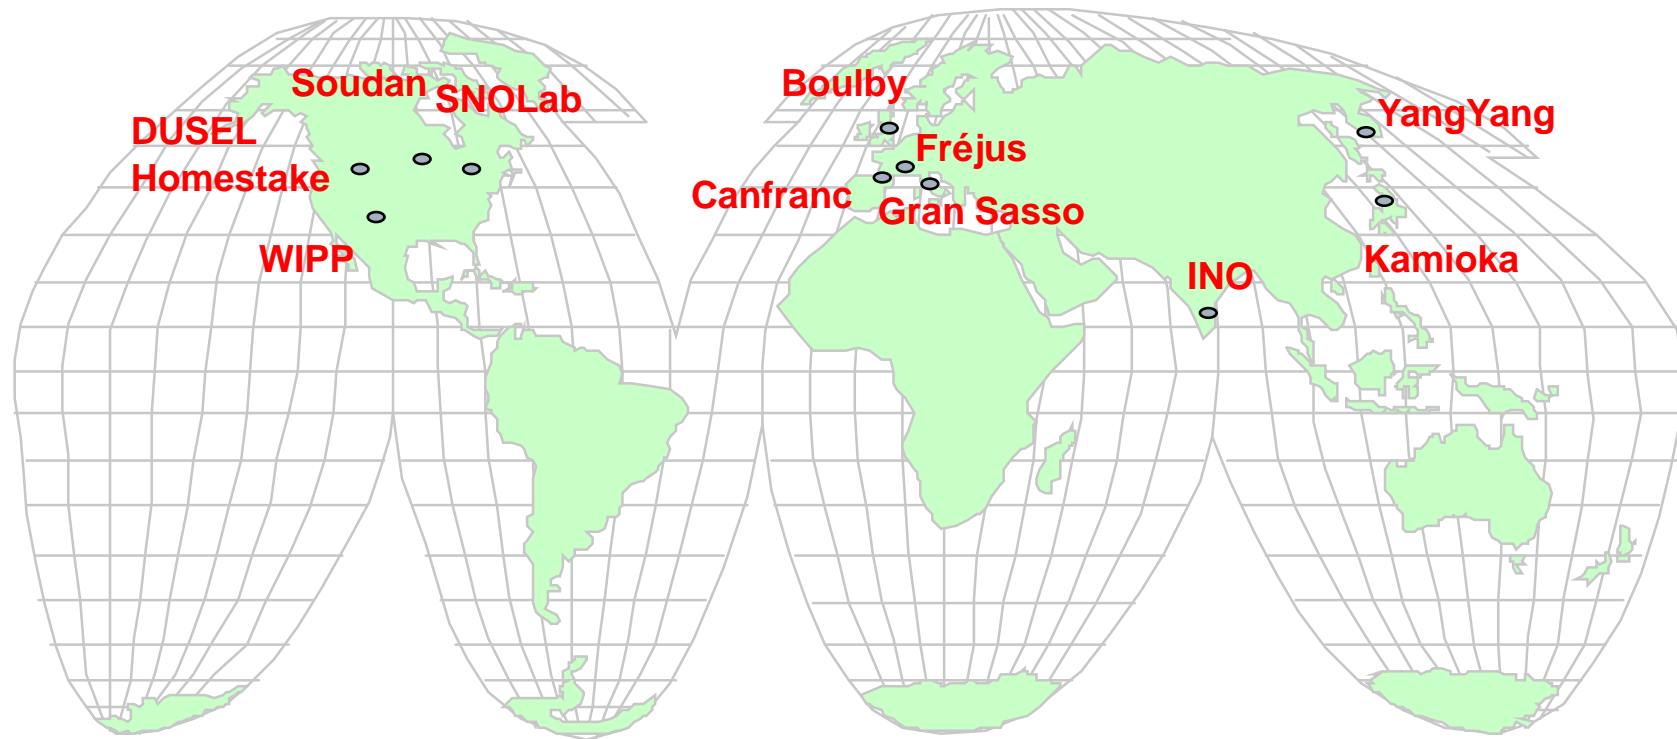 Soudan
SNOLab
DUSEL
Homestake
WIPP
Boulby
Fréjus
Canfranc
Gran Sasso
YangYang
Kamioka
INO